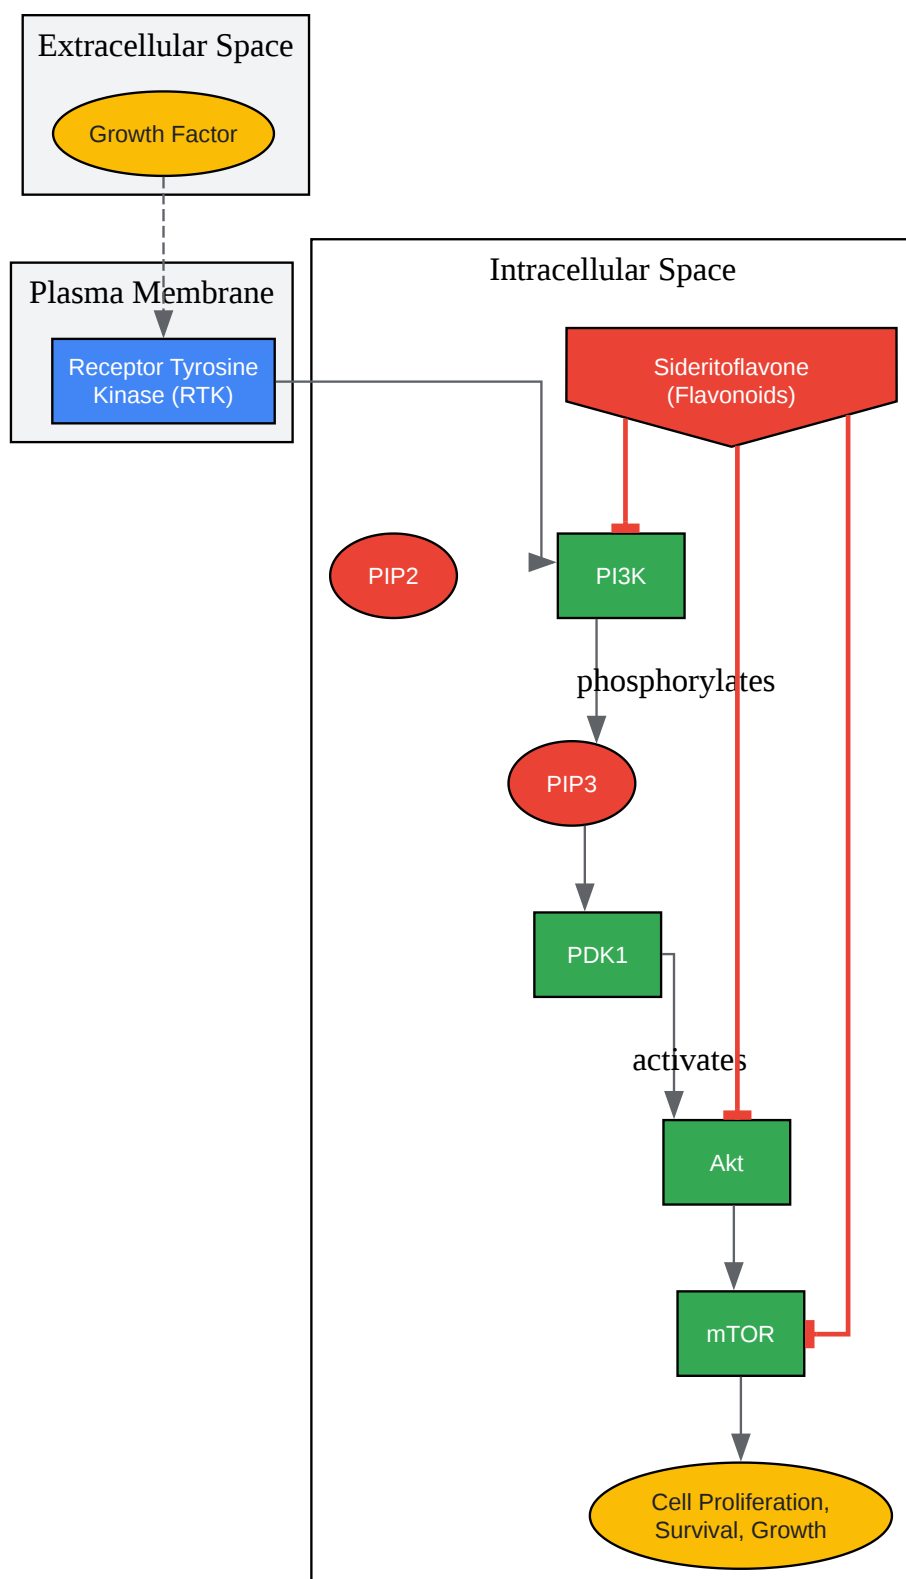 Extracellular Space
Growth Factor
Plasma Membrane
Receptor Tyrosine
Kinase (RTK)
Intracellular Space
Sideritoflavone
(Flavonoids)
PIP2
PI3K
phosphorylates
PIP3
PDK1
activates
Akt
mTOR
Cell Proliferation,
Survival, Growth